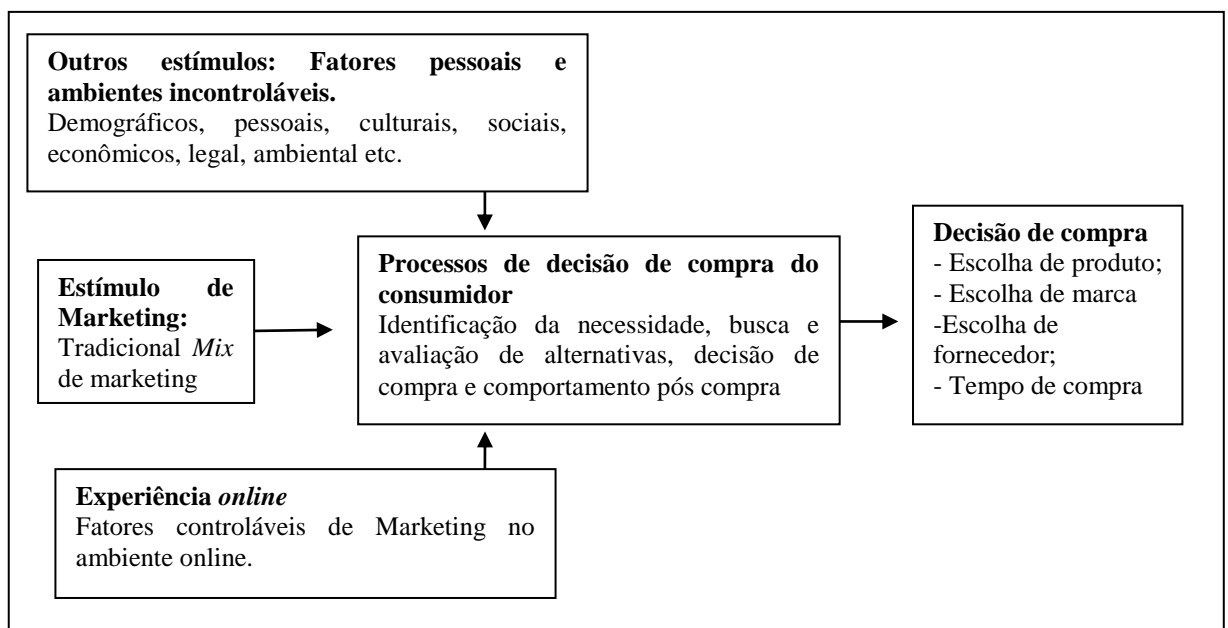 Outros estímulos: Fatores pessoais e
ambientes incontroláveis.
Demográficos, pessoais, culturais, sociais,
econômicos, legal, ambiental etc.
Estímulo de
Marketing:
Tradicional Mix
de marketing
Processos de decisão de compra do
consumidor
Identificação da necessidade, busca e
avaliação de alternativas, decisão de
compra e comportamento pós compra
Decisão de compra
- Escolha de produto;
- Escolha de marca
-Escolha de
fornecedor;
- Tempo de compra
Experiência online
Fatores controláveis de Marketing no
ambiente online.